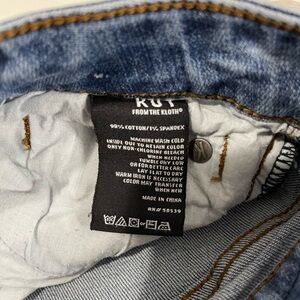 KUT
FROM THE KLOTH®
99% COTTON/1% SPANDEX
MACHINE WASH COLD
INSIDE OUT TO RETAIN COLOR
ONLY NON-CHLORINE BLEACH
WHEN NEEDED
TUMBLE DRY LOW
OR FOR BETTER CARE
LAY FLAT TO DRY
WARM IRON IF NECESSARY
COLOR MAY TRANSFER
WHEN NEW
MADE IN CHINA
RN# 58539
OR